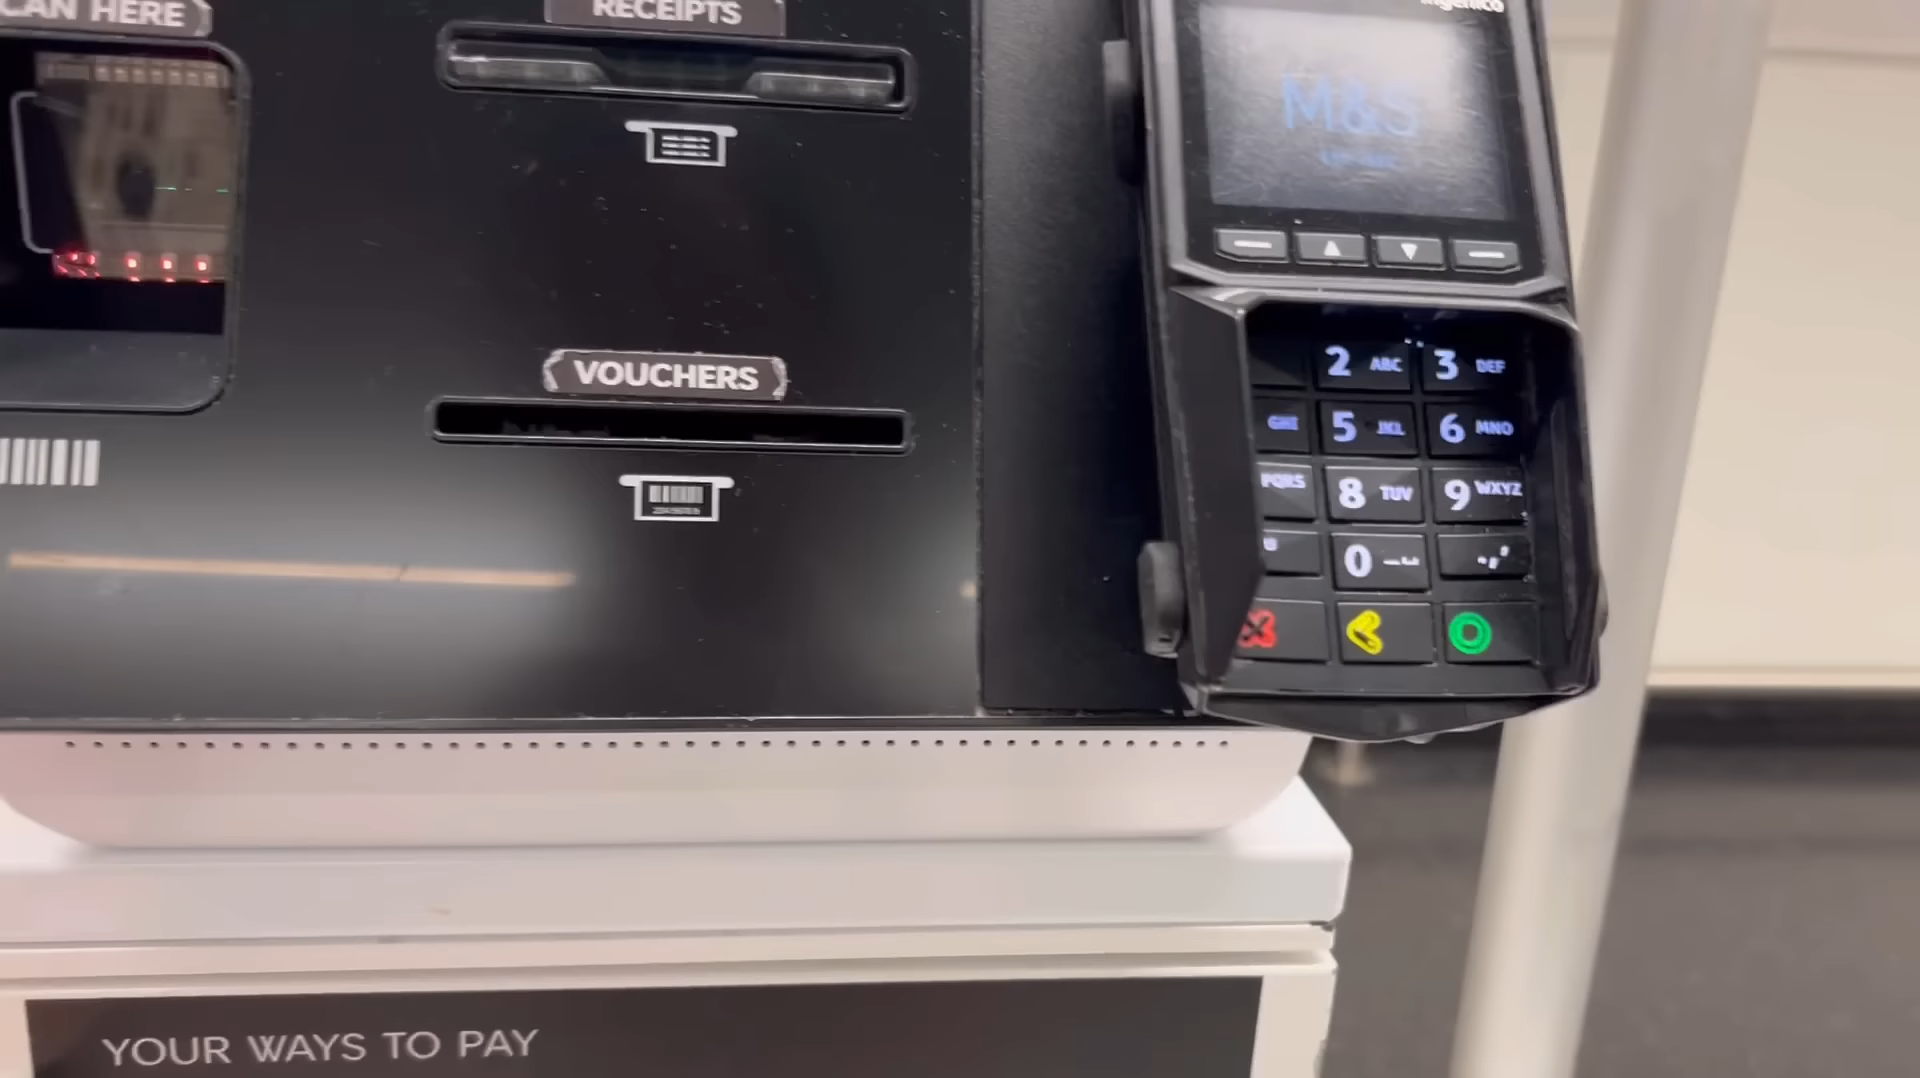 CAN HERE
RECEIPTS
ingenico
M&S
VOUCHERS
2 ABC
3 DEF
GHI
5 JKL
6 MNO
PQRS
8 TUV
9 WXYZ
0
YOUR WAYS TO PAY